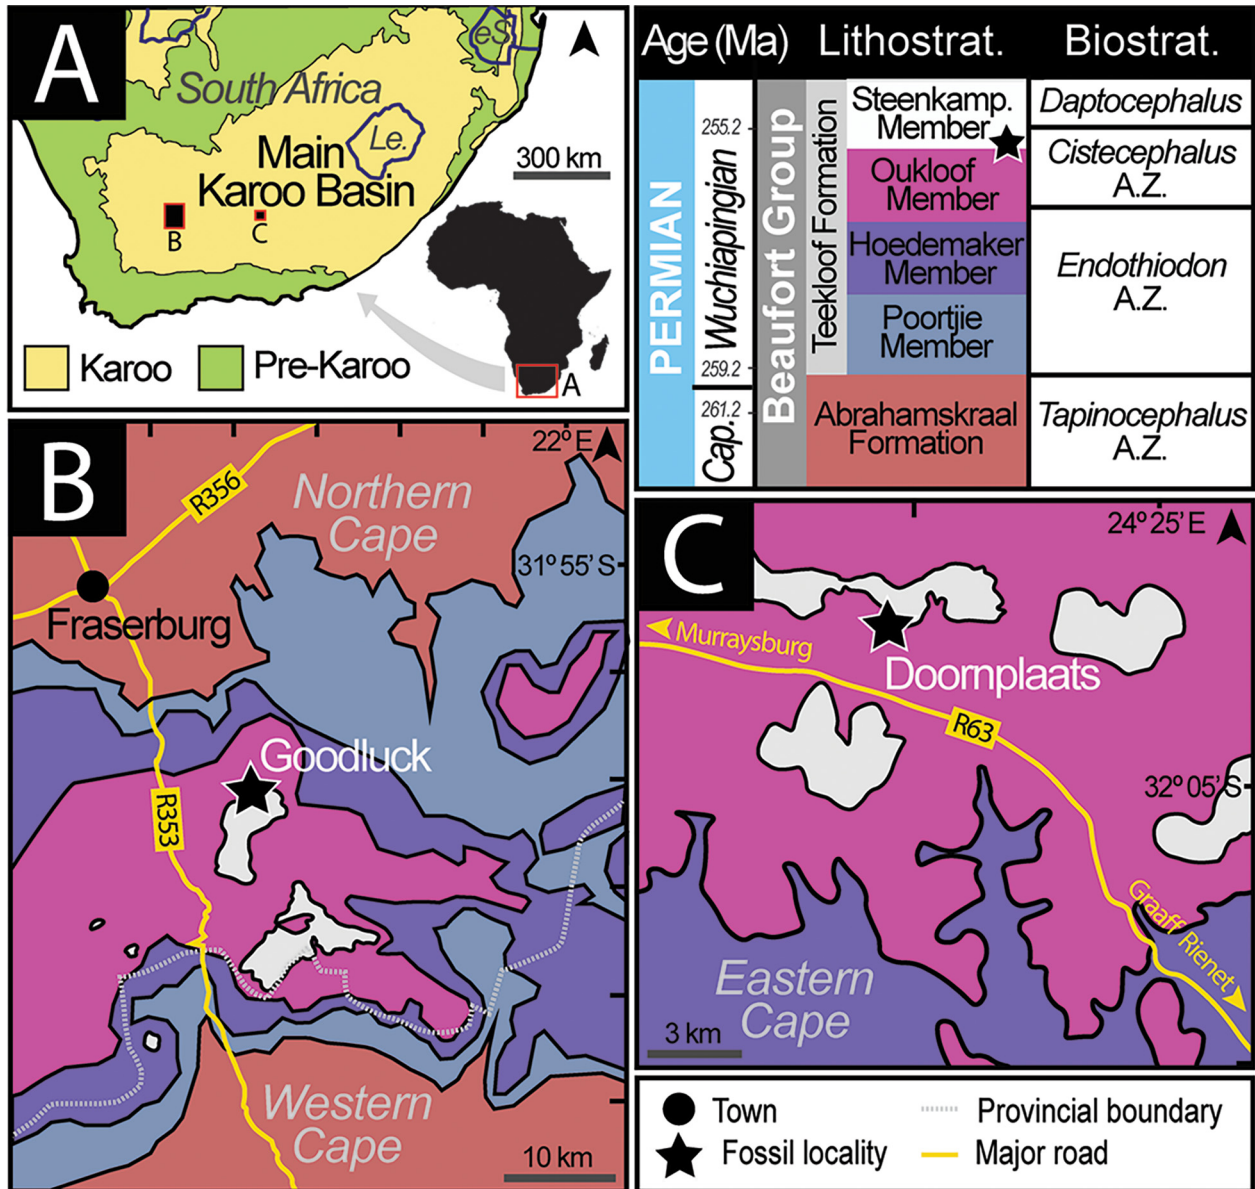 A
South Africa
eS.
Le.
Main
Karoo Basin
300 km
B
C
Karoo
Pre-Karoo
A
Age (Ma)
Lithostrat.
Biostrat.
PERMIAN
Wuchiapingian
Cap.
255.2
259.2
261.2
Beaufort Group
Teekloof Formation
Steenkamp.
Member
Oukloof
Member
Hoedemaker
Member
Poortjie
Member
Abrahamskraal
Formation
Daptocephalus
Cistecephalus
A.Z.
Endothiodon
A.Z.
Tapinocephalus
A.Z.
B
22° E
R356
Northern
Cape
31° 55' S
Fraserburg
Goodluck
R353
Western
Cape
10 km
C
24° 25' E
Murraysburg
Doornplaats
R63
32° 05' S
Graaff Rienet
Eastern
Cape
3 km
Town
Provincial boundary
Fossil locality
Major road